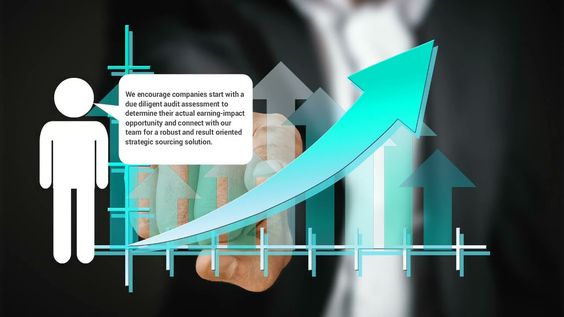 We encourage companies start with a
due diligent audit assessment to
determine their actual earning-impact
opportunity and connect with our
team for a robust and result oriented
strategic sourcing solution.